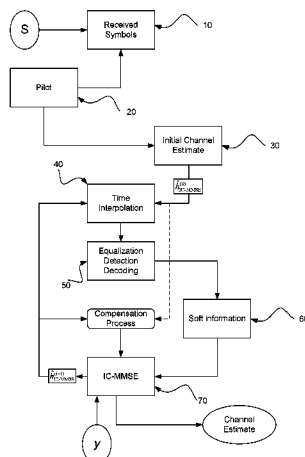 S
Received
Symbols
10
Pilot
20
Initial Channel
Estimate
30
40
Time
Interpolation
Equalization
Detection
Decoding
50
Compensation
Process
Soft information
60
IC-MMSE
70
y
Channel
Estimate